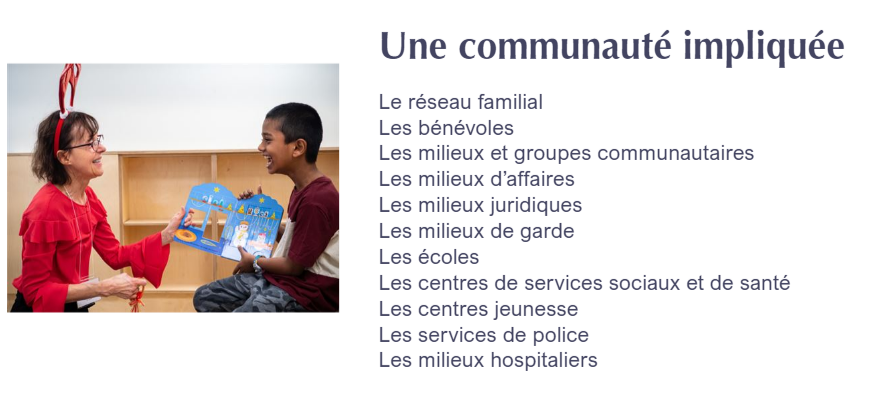 Une communauté impliquée
Le réseau familial
Les bénévoles
Les milieux et groupes communautaires
Les milieux d’affaires
Les milieux juridiques
Les milieux de garde
Les écoles
Les centres de services sociaux et de santé
Les centres jeunesse
Les services de police
Les milieux hospitaliers